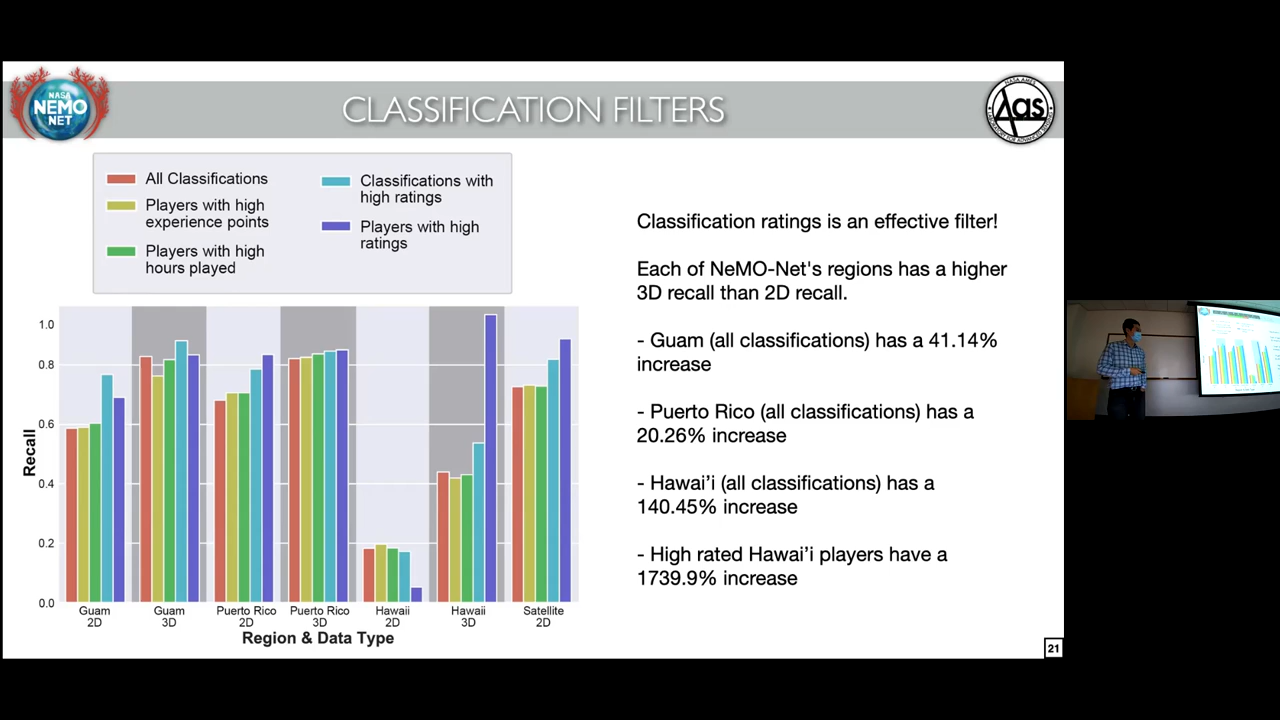 NASA
NEMO
NET
CLASSIFICATION FILTERS
NASA AMES
Aas
All Classifications
Players with high
experience points
Players with high
hours played
Classifications with
high ratings
Players with high
ratings
1.0
0.8
0.6
0.4
0.2
0.0
Recall
Guam
2D
Guam
3D
Puerto Rico
2D
Puerto Rico
3D
Hawaii
2D
Hawaii
3D
Satellite
2D
Region & Data Type
Classification ratings is an effective filter!
Each of NeMO-Net's regions has a higher
3D recall than 2D recall.
- Guam (all classifications) has a 41.14%
increase
- Puerto Rico (all classifications) has a
20.26% increase
- Hawai’i (all classifications) has a
140.45% increase
- High rated Hawai’i players have a
1739.9% increase
21